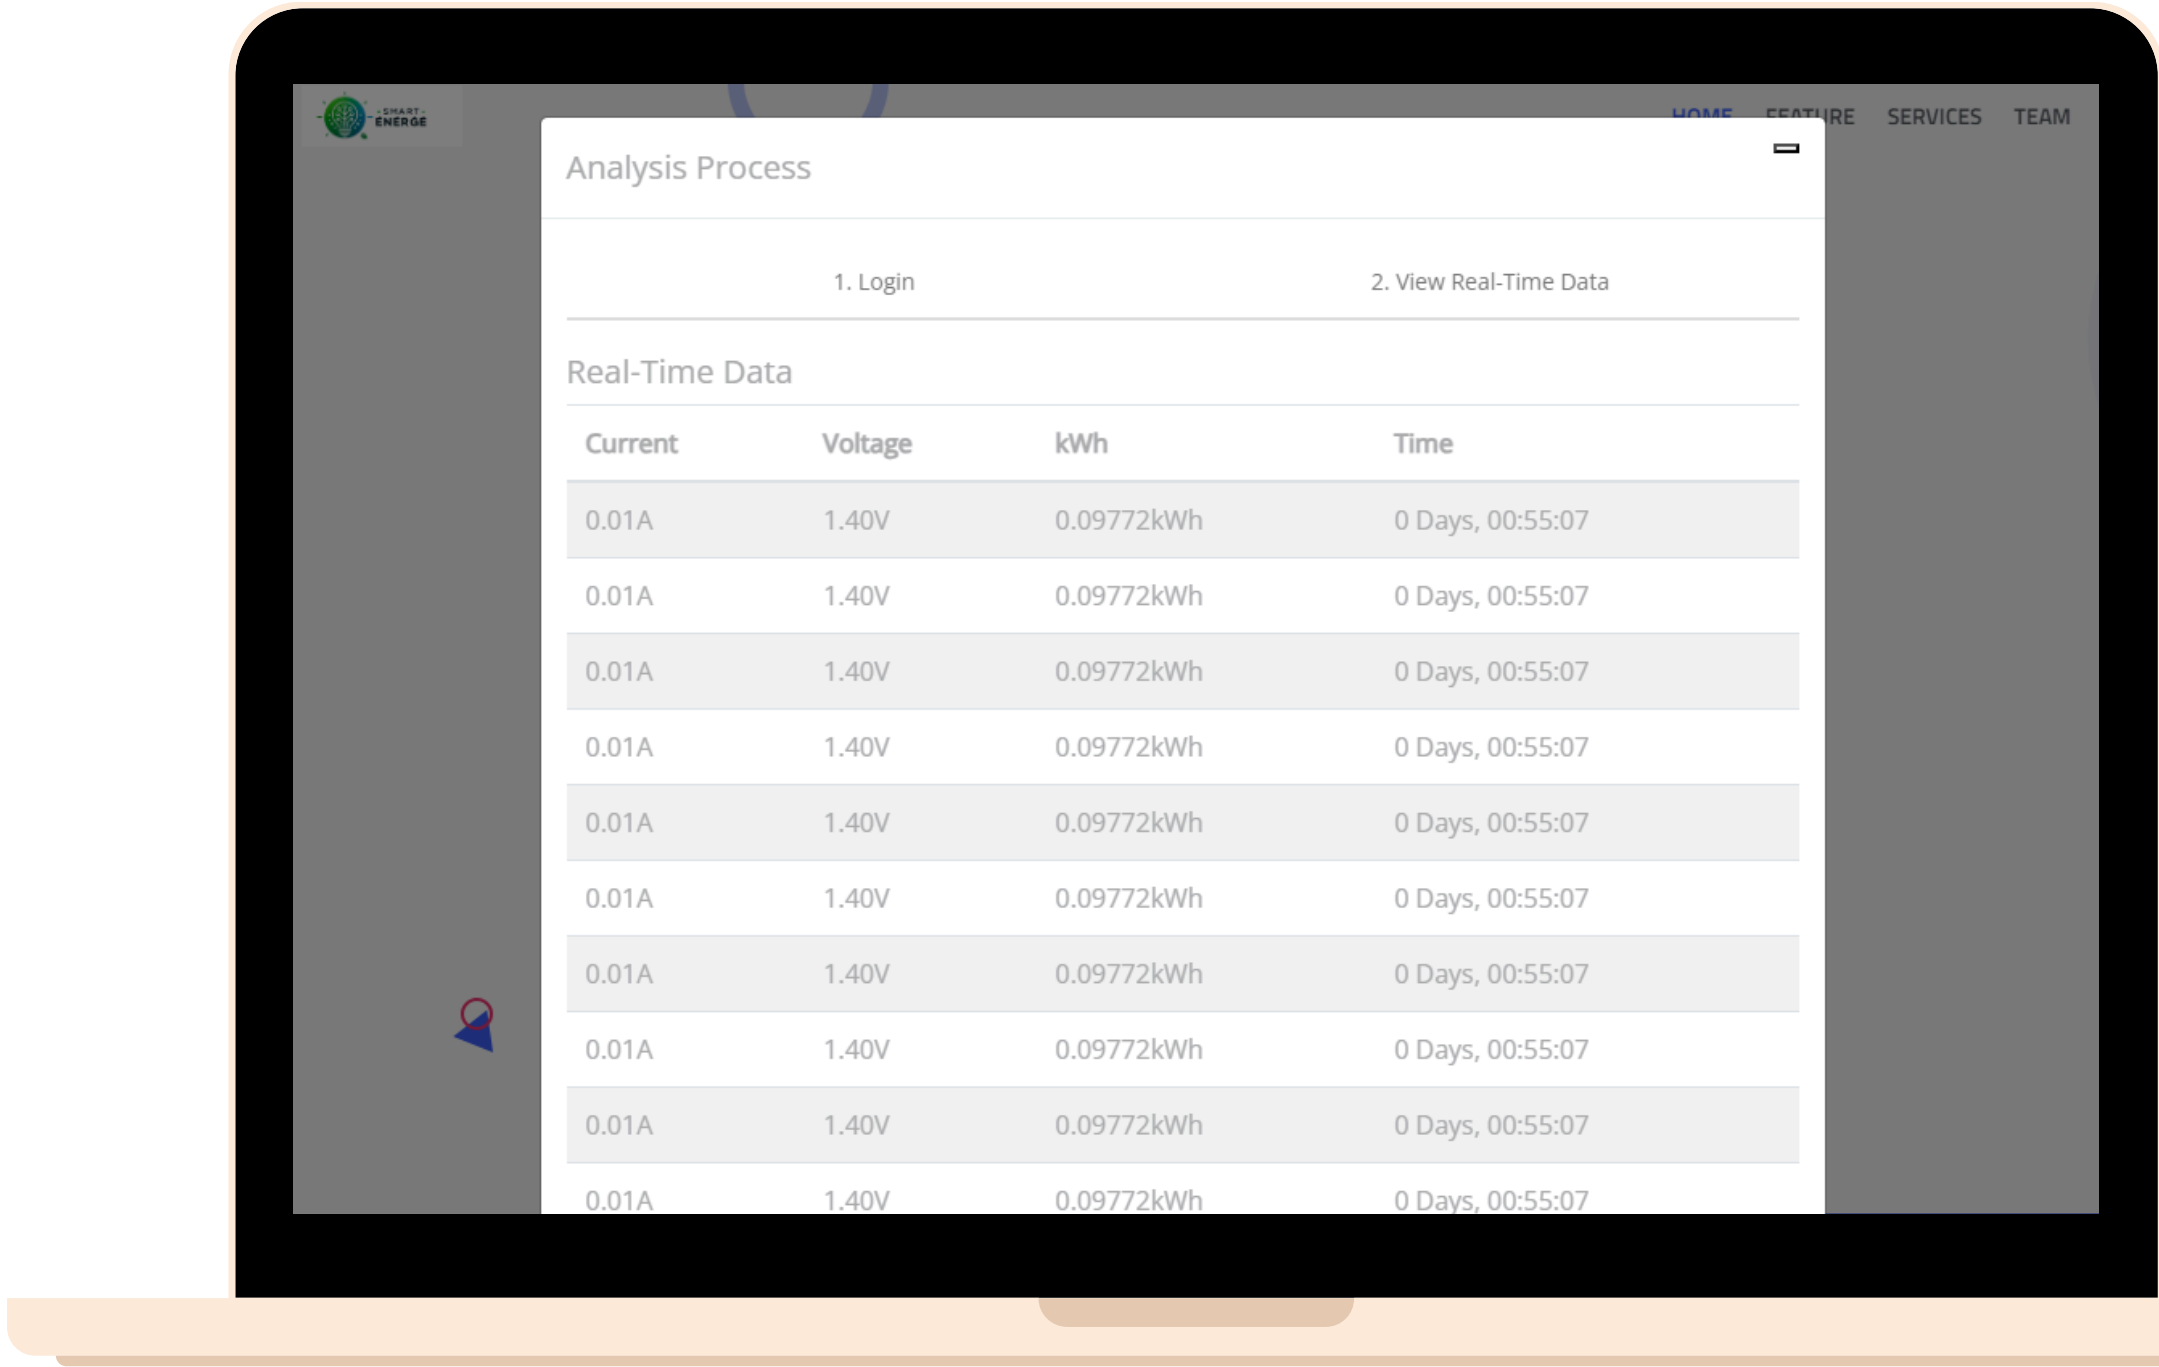 -SMART-
ENERGE
HOME FEATURE SERVICES TEAM
Analysis Process
1. Login 2. View Real-Time Data
Real-Time Data
Current Voltage kWh Time
0.01A 1.40V 0.09772kWh 0 Days, 00:55:07
0.01A 1.40V 0.09772kWh 0 Days, 00:55:07
0.01A 1.40V 0.09772kWh 0 Days, 00:55:07
0.01A 1.40V 0.09772kWh 0 Days, 00:55:07
0.01A 1.40V 0.09772kWh 0 Days, 00:55:07
0.01A 1.40V 0.09772kWh 0 Days, 00:55:07
0.01A 1.40V 0.09772kWh 0 Days, 00:55:07
0.01A 1.40V 0.09772kWh 0 Days, 00:55:07
0.01A 1.40V 0.09772kWh 0 Days, 00:55:07
0.01A 1.40V 0.09772kWh 0 Days, 00:55:07